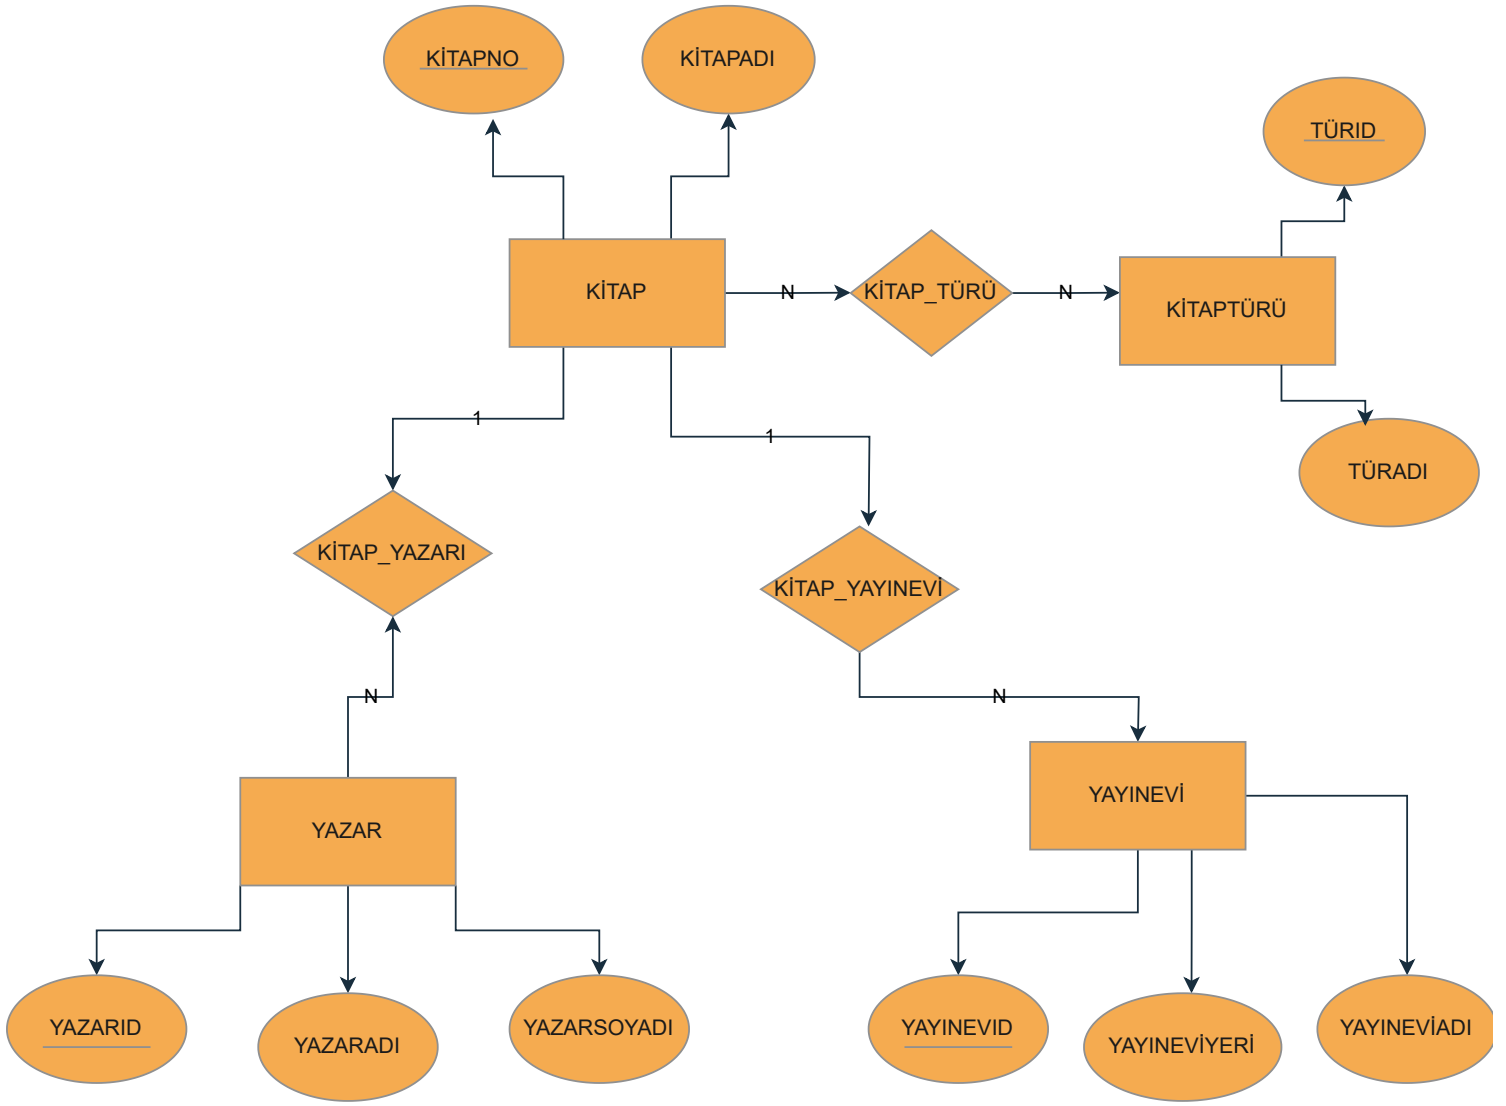 KİTAPNO
KİTAPADI
TÜRID
KİTAP
N
KİTAP_TÜRÜ
N
KİTAPTÜRÜ
1
1
TÜRADI
KİTAP_YAZARI
KİTAP_YAYINEVİ
N
N
YAZAR
YAYINEVİ
YAZARID
YAZARADI
YAZARSOYADI
YAYINEVID
YAYINEVİYERİ
YAYINEVİADI